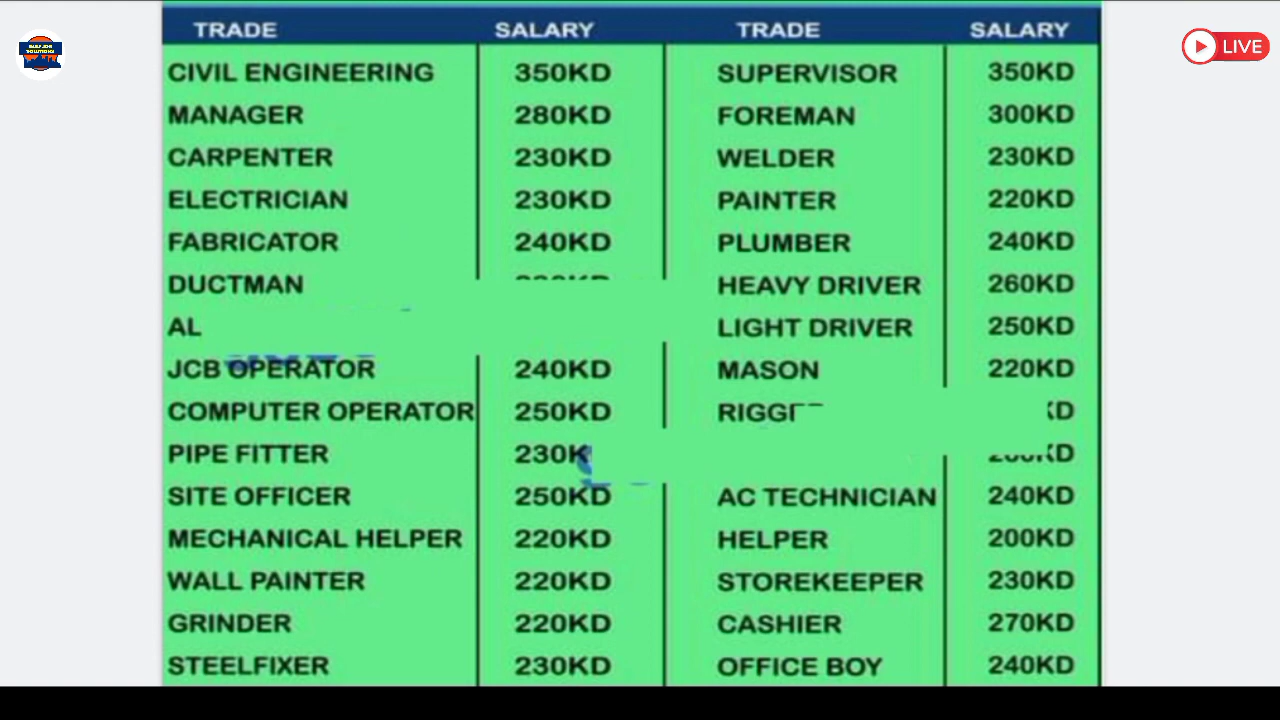 TRADE SALARY TRADE SALARY
LIVE
CIVIL ENGINEERING 350KD SUPERVISOR 350KD
MANAGER 280KD FOREMAN 300KD
CARPENTER 230KD WELDER 230KD
ELECTRICIAN 230KD PAINTER 220KD
FABRICATOR 240KD PLUMBER 240KD
DUCTMAN HEAVY DRIVER 260KD
AL LIGHT DRIVER 250KD
JCB OPERATOR 240KD MASON 220KD
COMPUTER OPERATOR 250KD
PIPE FITTER 230K
SITE OFFICER 250KD AC TECHNICIAN 240KD
MECHANICAL HELPER 220KD HELPER 200KD
WALL PAINTER 220KD STOREKEEPER 230KD
GRINDER 220KD CASHIER 270KD
STEELFIXER 230KD OFFICE BOY 240KD